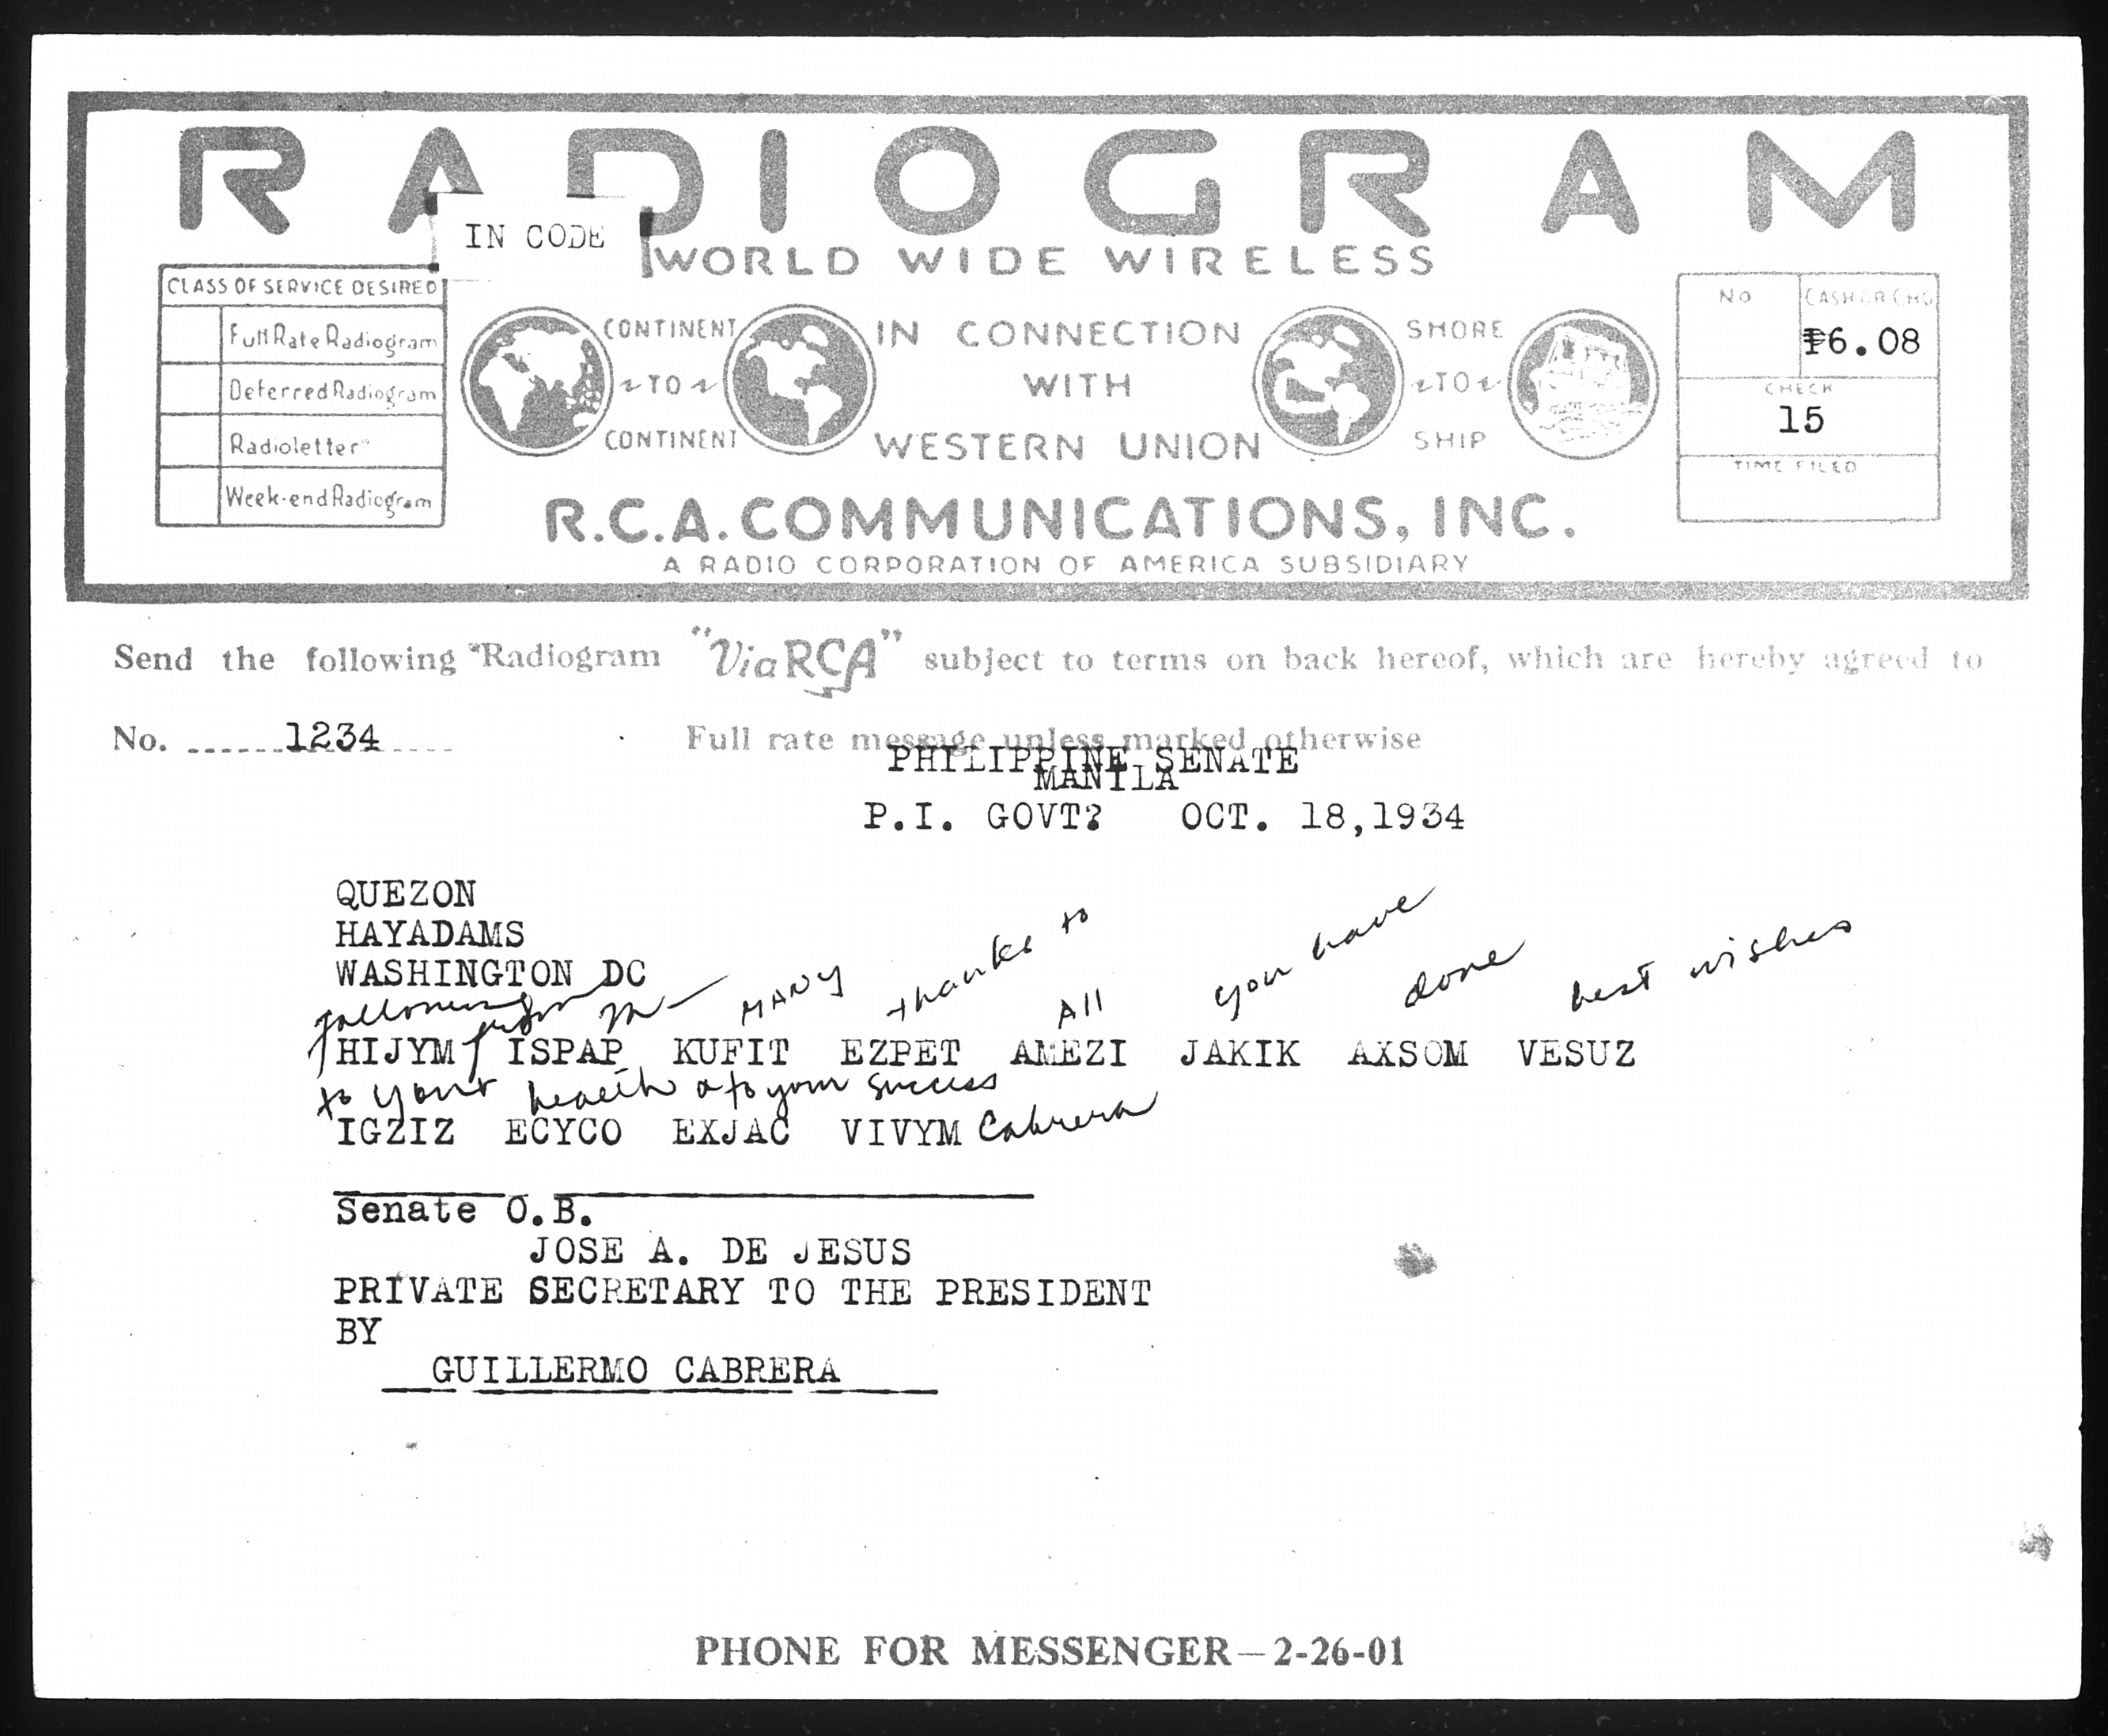 RADIOGRAM
IN CODE
WORLD WIDE WIRELESS
CLASS OF SERVICE DESIRED
Full Rate Radiogram
Deferred Radiogram
Radioletter
Week-end Radiogram
CONTINENT
TO
CONTINENT
IN CONNECTION
WITH
WESTERN UNION
SHORE
TO
SHIP
No
CASH OR CHG
₱6.08
CHECK
15
TIME FILED
R.C.A. COMMUNICATIONS, INC.
A RADIO CORPORATION OF AMERICA SUBSIDIARY
Send the following "Radiogram "Via RCA" subject to terms on back hereof, which are hereby agreed to
No. 1234
Full rate message unless marked otherwise
PHILIPPINE SENATE
MANILA
P.I. GOVT? OCT. 18,1934
QUEZON
HAYADAMS
WASHINGTON DC
following from MANY thanks to All you have done best wishes
HIJYM ISPAP KUFIT EZPET AMEZI JAKIK AXSOM VESUZ
to your health & to your success
IGZIZ ECYCO EXJAC VIVYM Cabrera
Senate O.B.
JOSE A. DE JESUS
PRIVATE SECRETARY TO THE PRESIDENT
BY
GUILLERMO CABRERA
PHONE FOR MESSENGER—2-26-01